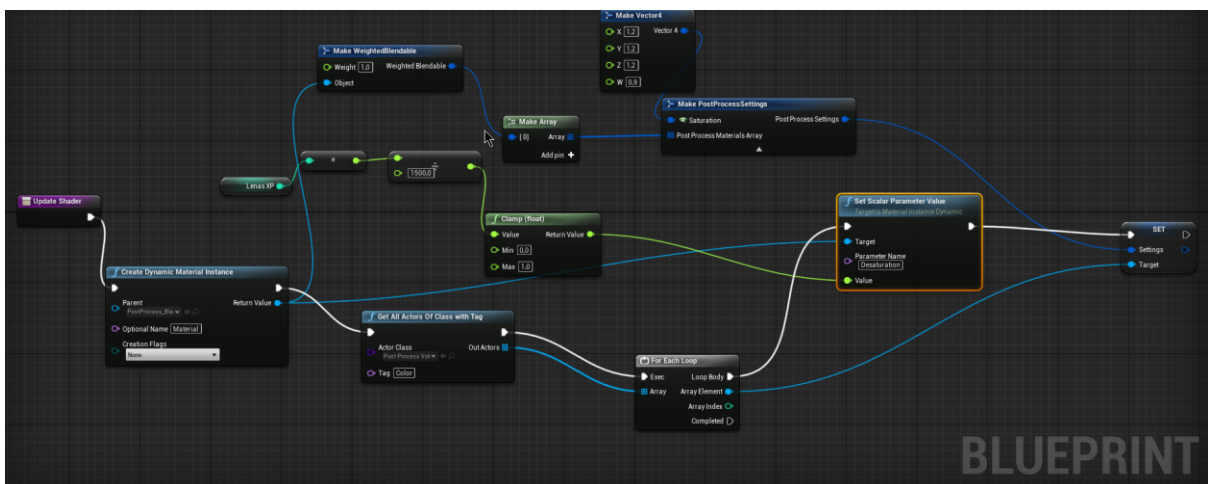 Make Vector4
X 1,2 Vector 4
Y 1,2
Z 1,2
W 0,9
Make WeightedBlendable
Weight 1,0 Weighted Blendable
Object
Make PostProcessSettings
Saturation Post Process Settings
Post Process Materials Array
Make Array
[0] Array
Add pin +
Lenas XP
÷
1500,0
Update Shader
Clamp (float)
Value Return Value
Min 0,0
Max 1,0
Set Scalar Parameter Value
Target is Material Instance Dynamic
Target
Parameter Name
Desaturation
Value
SET
Settings
Target
Create Dynamic Material Instance
Parent Return Value
PostProcess_Bla
Optional Name Material
Creation Flags
None
Get All Actors Of Class with Tag
Actor Class Out Actors
Post Process Vol
Tag Color
For Each Loop
Exec Loop Body
Array Array Element
Array Index
Completed
BLUEPRINT